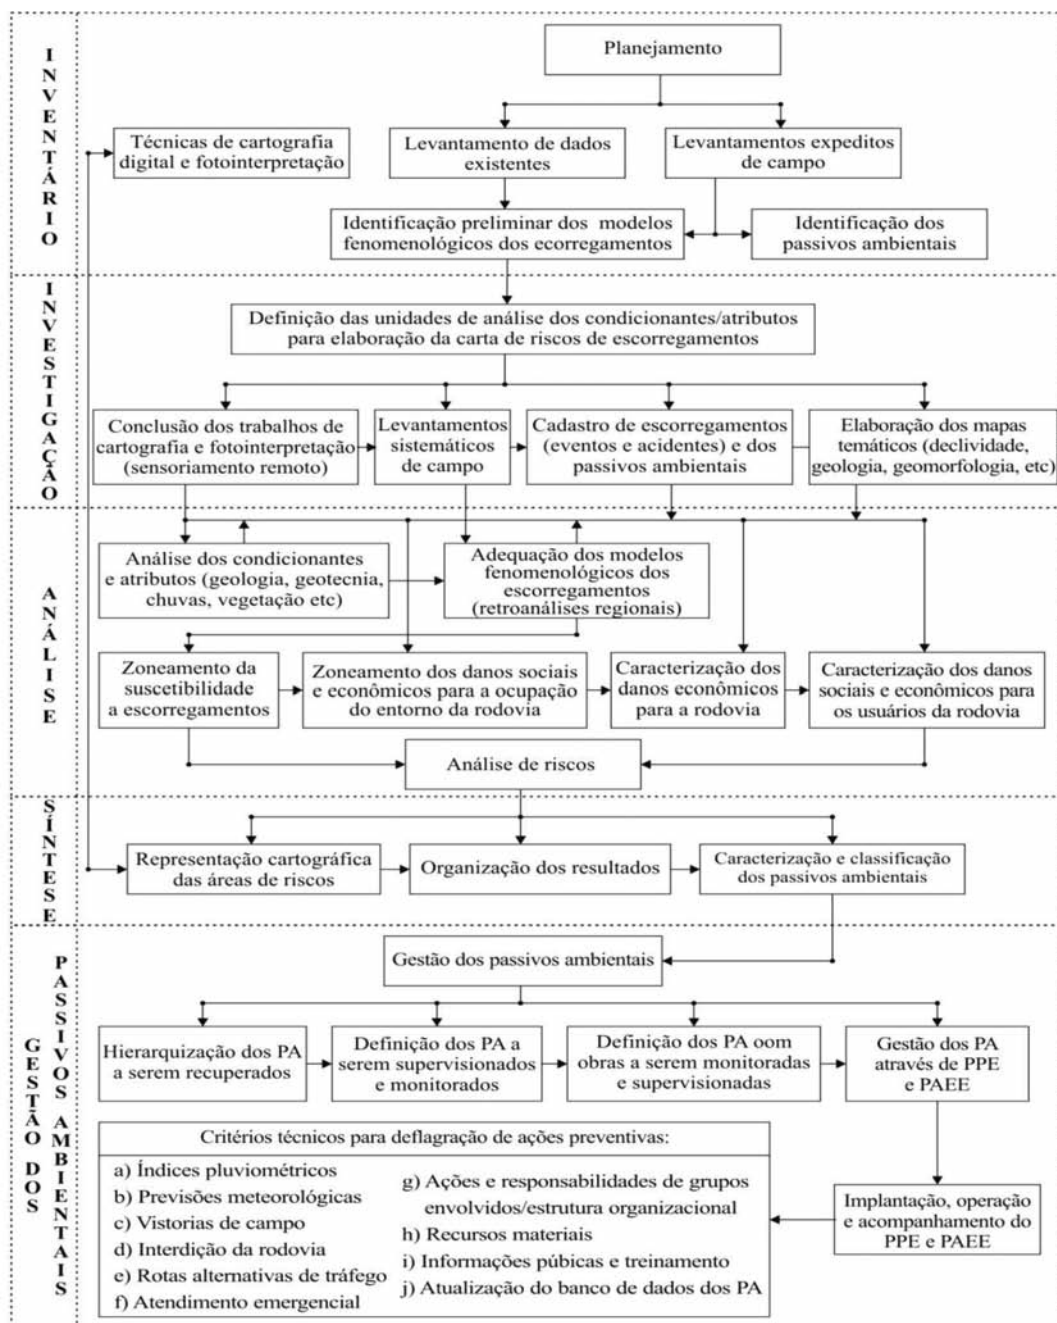 INVENTÁRIO
Planejamento
Técnicas de cartografia
digital e fotointerpretação
Levantamento de dados
existentes
Levantamentos expeditos
de campo
Identificação preliminar dos modelos
fenomenológicos dos ecorregamentos
Identificação dos
passivos ambientais
INVESTIGAÇÃO
Definição das unidades de análise dos condicionantes/atributos
para elaboração da carta de riscos de escorregamentos
Conclusão dos trabalhos de
cartografia e fotointerpretação
(sensoriamento remoto)
Levantamentos
sistemáticos
de campo
Cadastro de escorregamentos
(eventos e acidentes) e dos
passivos ambientais
Elaboração dos mapas
temáticos (declividade,
geologia, geomorfologia, etc)
ANÁLISE
Análise dos condicionantes
e atributos (geologia, geotecnia,
chuvas, vegetação etc)
Adequação dos modelos
fenomenológicos dos
escorregamentos
(retroanálises regionais)
Zoneamento da
suscetibilidade
a escorregamentos
Zoneamento dos danos sociais
e econômicos para a ocupação
do entorno da rodovia
Caracterização dos
danos econômicos
para a rodovia
Caracterização dos danos
sociais e econômicos para
os usuários da rodovia
Análise de riscos
SÍNTESE
Representação cartográfica
das áreas de riscos
Organização dos resultados
Caracterização e classificação
dos passivos ambientais
GESTÃO DOS
PASSIVOS AMBIENTAIS
Gestão dos passivos ambientais
Hierarquização dos PA
a serem recuperados
Definição dos PA a
serem supervisionados
e monitorados
Definição dos PA oom
obras a serem monitoradas
e supervisionadas
Gestão dos PA
através de PPE
e PAEE
Critérios técnicos para deflagração de ações preventivas:
a) Índices pluviométricos
b) Previsões meteorológicas
c) Vistorias de campo
d) Interdição da rodovia
e) Rotas alternativas de tráfego
f) Atendimento emergencial
g) Ações e responsabilidades de grupos
envolvidos/estrutura organizacional
h) Recursos materiais
i) Informações púbicas e treinamento
j) Atualização do banco de dados dos PA
Implantação, operação
e acompanhamento do
PPE e PAEE